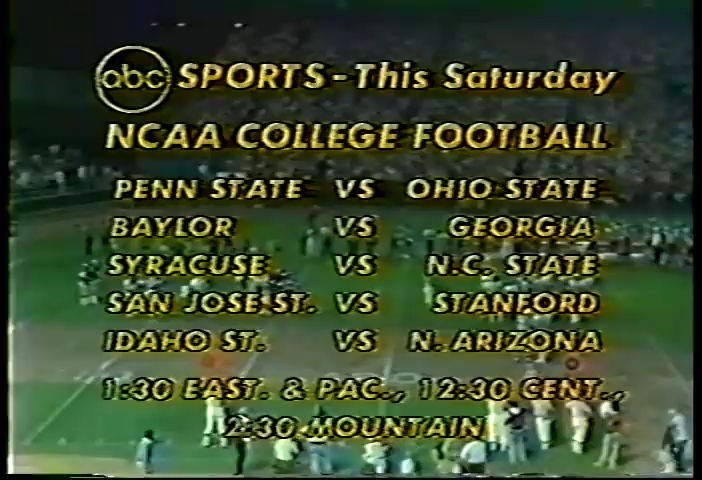 abc SPORTS - This Saturday
NCAA COLLEGE FOOTBALL
PENN STATE VS OHIO STATE
BAYLOR VS GEORGIA
SYRACUSE VS N.C. STATE
SAN JOSE ST. VS STANFORD
IDAHO ST. VS N. ARIZONA
1:30 EAST. & PAC., 12:30 CENT.,
2:30 MOUNTAIN